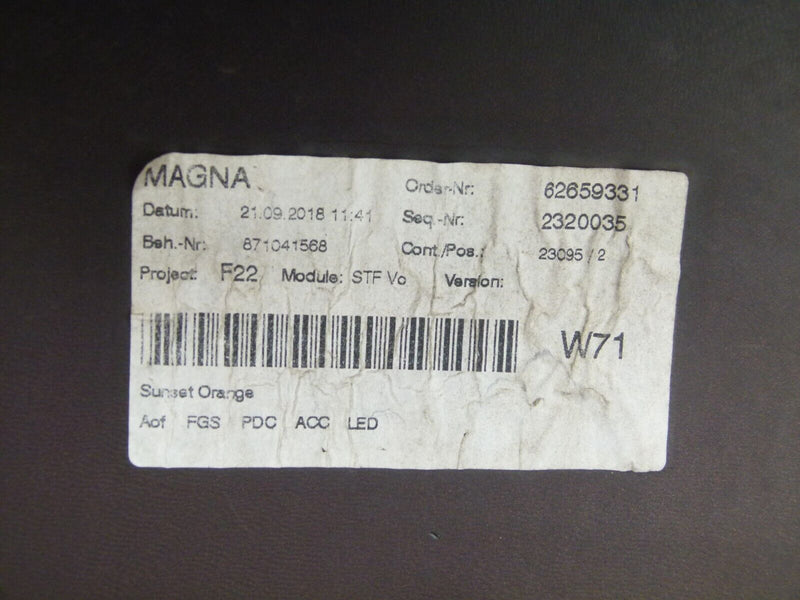 MAGNA
Order-Nr: 62659331
Datum: 21.09.2018 11:41
Seq.-Nr: 2320035
Bsh.-Nr: 871041568
Cont./Pos.: 23095 / 2
Project: F22 Module: STF Vo Version:
W71
Sunset Orange
Aof FGS PDC ACC LED